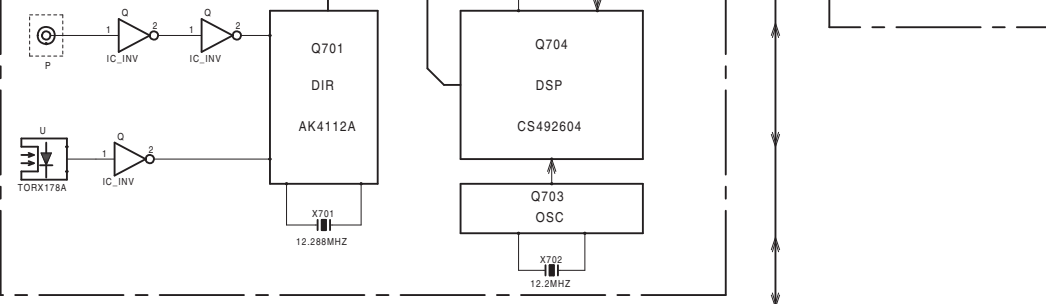 Q
Q
1
2
1
2
IC_INV
IC_INV
P
Q701
DIR
AK4112A
Q704
DSP
CS492604
U
Q
1
2
IC_INV
TORX178A
Q703
OSC
X701
12.288MHZ
X702
12.2MHZ